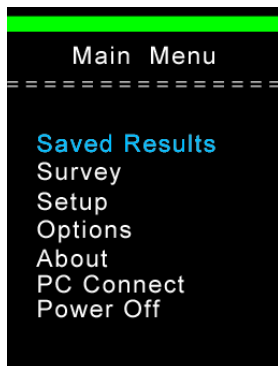 Main Menu
================
Saved Results
Survey
Setup
Options
About
PC Connect
Power Off